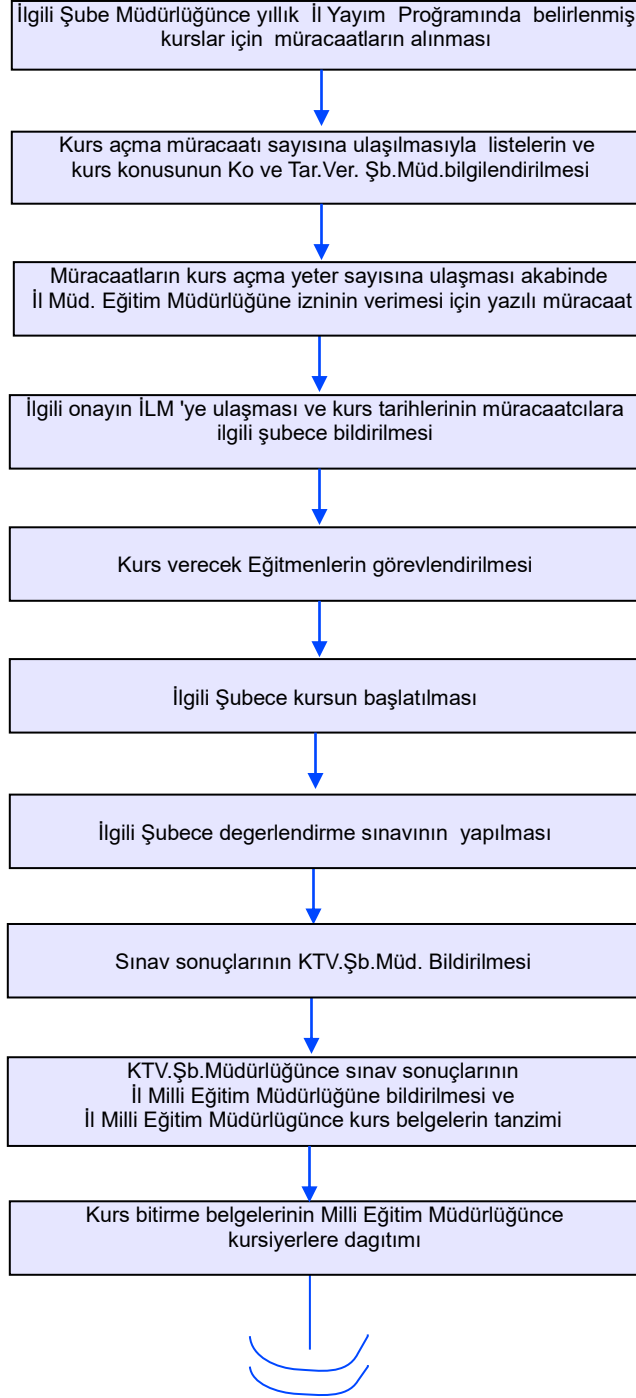 İlgili Şube Müdürlüğünce yıllık İl Yayım Proğramında belirlenmiş
kurslar için müracaatların alınması
Kurs açma müracaatı sayısına ulaşılmasıyla listelerin ve
kurs konusunun Ko ve Tar.Ver. Şb.Müd.bilgilendirilmesi
Müracaatların kurs açma yeter sayısına ulaşması akabinde
İl Müd. Eğitim Müdürlüğüne izninin verimesi için yazılı müracaat
İlgili onayın İLM 'ye ulaşması ve kurs tarihlerinin müracaatcılara
ilgili şubece bildirilmesi
Kurs verecek Eğitmenlerin görevlendirilmesi
İlgili Şubece kursun başlatılması
İlgili Şubece degerlendirme sınavının yapılması
Sınav sonuçlarının KTV.Şb.Müd. Bildirilmesi
KTV.Şb.Müdürlüğünce sınav sonuçlarının
İl Milli Eğitim Müdürlüğüne bildirilmesi ve
İl Milli Eğitim Müdürlügünce kurs belgelerin tanzimi
Kurs bitirme belgelerinin Milli Eğitim Müdürlüğünce
kursiyerlere dagıtımı